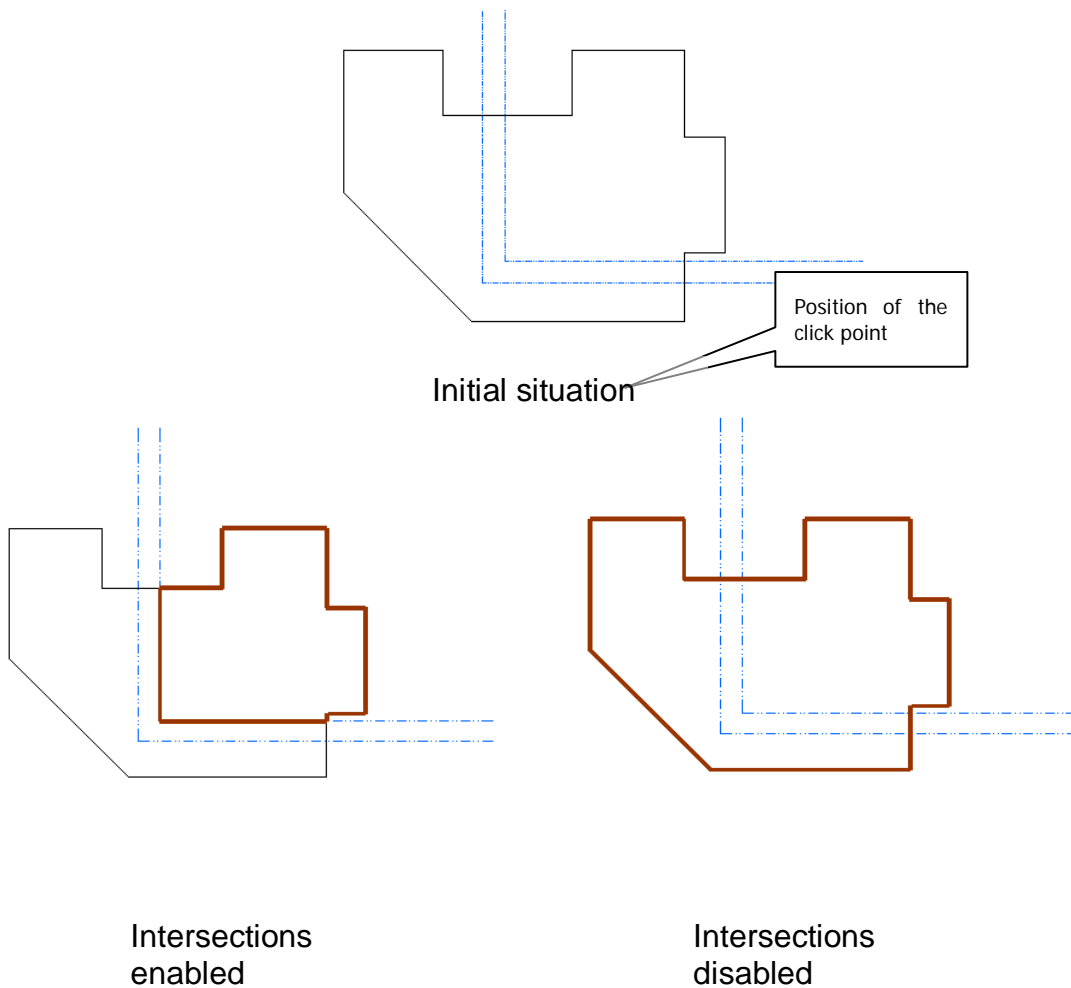 Position of the
click point
Initial situation
Intersections
enabled
Intersections
disabled